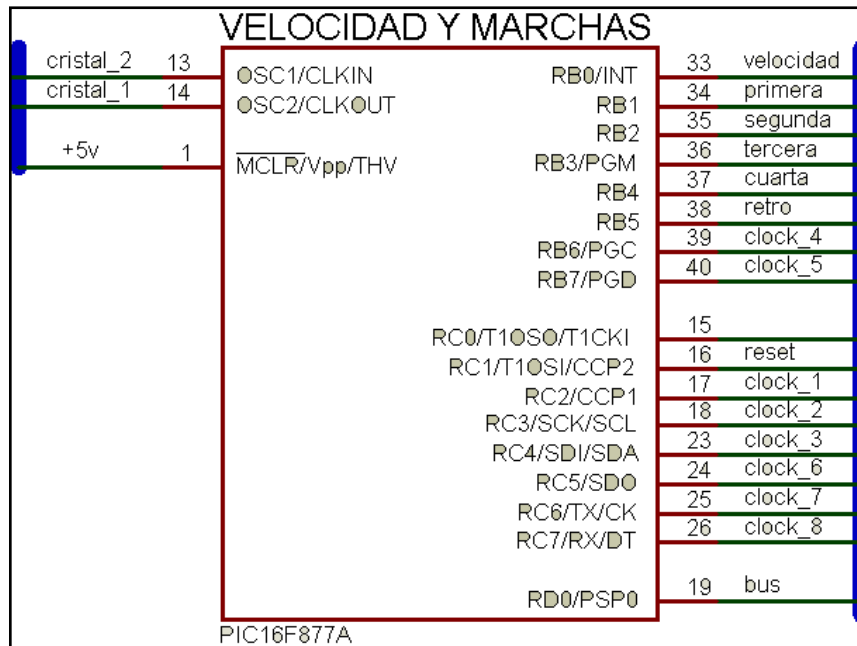 VELOCIDAD Y MARCHAS
cristal_2 13 OSC1/CLKIN RB0/INT 33 velocidad
cristal_1 14 OSC2/CLKOUT RB1 34 primera
RB2 35 segunda
+5v 1 MCLR/Vpp/THV RB3/PGM 36 tercera
RB4 37 cuarta
RB5 38 retro
RB6/PGC 39 clock_4
RB7/PGD 40 clock_5
RC0/T1OSO/T1CKI 15
RC1/T1OSI/CCP2 16 reset
RC2/CCP1 17 clock_1
RC3/SCK/SCL 18 clock_2
RC4/SDI/SDA 23 clock_3
RC5/SDO 24 clock_6
RC6/TX/CK 25 clock_7
RC7/RX/DT 26 clock_8
RD0/PSP0 19 bus
PIC16F877A